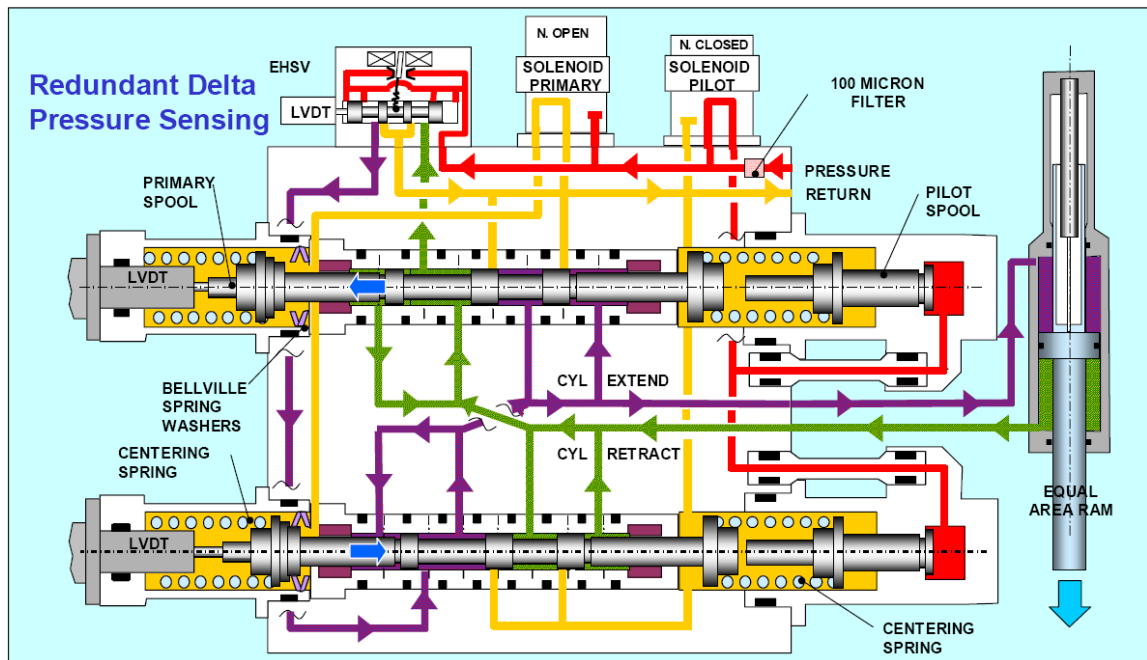 Redundant Delta
Pressure Sensing
EHSV
LVDT
N. OPEN
SOLENOID
PRIMARY
N. CLOSED
SOLENOID
PILOT
100 MICRON
FILTER
PRESSURE
RETURN
PRIMARY
SPOOL
PILOT
SPOOL
LVDT
BELLVILLE
SPRING
WASHERS
CYL EXTEND
CENTERING
SPRING
CYL RETRACT
EQUAL
AREA RAM
LVDT
CENTERING
SPRING